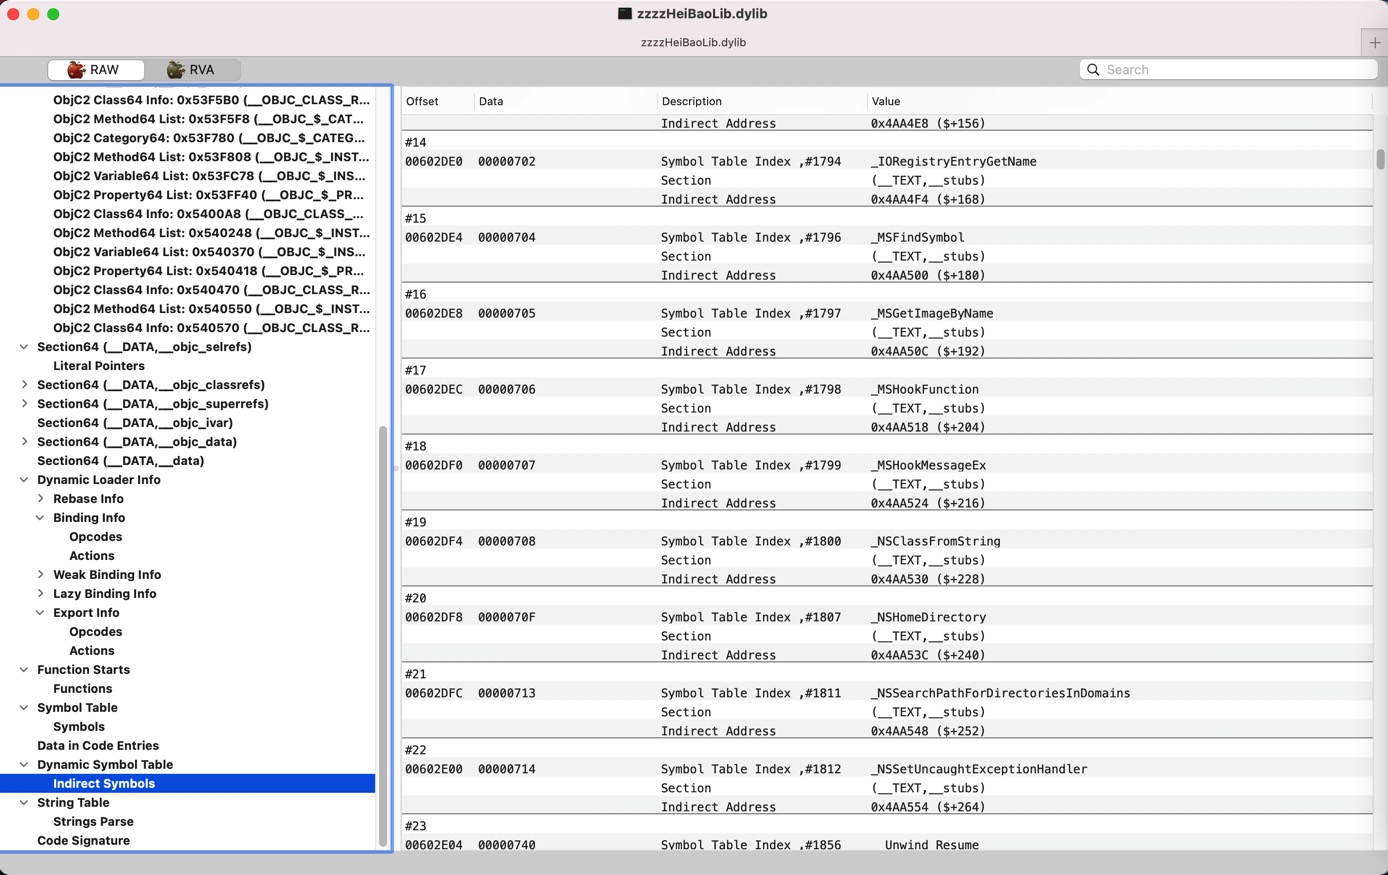 zzzzHeiBaoLib.dylib
zzzzHeiBaoLib.dylib
RAW
RVA
Search
ObjC2 Class64 Info: 0x53F5B0 (__OBJC_CLASS_R...
ObjC2 Method64 List: 0x53F5F8 (__OBJC_$_CAT...
ObjC2 Category64: 0x53F780 (__OBJC_$_CATEG...
ObjC2 Method64 List: 0x53F808 (__OBJC_$_INST...
ObjC2 Variable64 List: 0x53FC78 (__OBJC_$_INS...
ObjC2 Property64 List: 0x53FF40 (__OBJC_$_PR...
ObjC2 Class64 Info: 0x5400A8 (__OBJC_CLASS_...
ObjC2 Method64 List: 0x540248 (__OBJC_$_INST...
ObjC2 Variable64 List: 0x540370 (__OBJC_$_INS...
ObjC2 Property64 List: 0x540418 (__OBJC_$_PR...
ObjC2 Class64 Info: 0x540470 (__OBJC_CLASS_R...
ObjC2 Method64 List: 0x540550 (__OBJC_$_INST...
ObjC2 Class64 Info: 0x540570 (__OBJC_CLASS_R...
Section64 (__DATA,__objc_selrefs)
Literal Pointers
Section64 (__DATA,__objc_classrefs)
Section64 (__DATA,__objc_superrefs)
Section64 (__DATA,__objc_ivar)
Section64 (__DATA,__objc_data)
Section64 (__DATA,__data)
Dynamic Loader Info
Rebase Info
Binding Info
Opcodes
Actions
Weak Binding Info
Lazy Binding Info
Export Info
Opcodes
Actions
Function Starts
Functions
Symbol Table
Symbols
Data in Code Entries
Dynamic Symbol Table
Indirect Symbols
String Table
Strings Parse
Code Signature
Offset Data Description Value
Indirect Address 0x4AA4E8 ($+156)
#14
00602DE0 00000702 Symbol Table Index ,#1794 _IORegistryEntryGetName
Section (__TEXT,__stubs)
Indirect Address 0x4AA4F4 ($+168)
#15
00602DE4 00000704 Symbol Table Index ,#1796 _MSFindSymbol
Section (__TEXT,__stubs)
Indirect Address 0x4AA500 ($+180)
#16
00602DE8 00000705 Symbol Table Index ,#1797 _MSGetImageByName
Section (__TEXT,__stubs)
Indirect Address 0x4AA50C ($+192)
#17
00602DEC 00000706 Symbol Table Index ,#1798 _MSHookFunction
Section (__TEXT,__stubs)
Indirect Address 0x4AA518 ($+204)
#18
00602DF0 00000707 Symbol Table Index ,#1799 _MSHookMessageEx
Section (__TEXT,__stubs)
Indirect Address 0x4AA524 ($+216)
#19
00602DF4 00000708 Symbol Table Index ,#1800 _NSClassFromString
Section (__TEXT,__stubs)
Indirect Address 0x4AA530 ($+228)
#20
00602DF8 0000070F Symbol Table Index ,#1807 _NSHomeDirectory
Section (__TEXT,__stubs)
Indirect Address 0x4AA53C ($+240)
#21
00602DFC 00000713 Symbol Table Index ,#1811 _NSSearchPathForDirectoriesInDomains
Section (__TEXT,__stubs)
Indirect Address 0x4AA548 ($+252)
#22
00602E00 00000714 Symbol Table Index ,#1812 _NSSetUncaughtExceptionHandler
Section (__TEXT,__stubs)
Indirect Address 0x4AA554 ($+264)
#23
00602E04 00000740 Symbol Table Index ,#1856 Unwind Resume